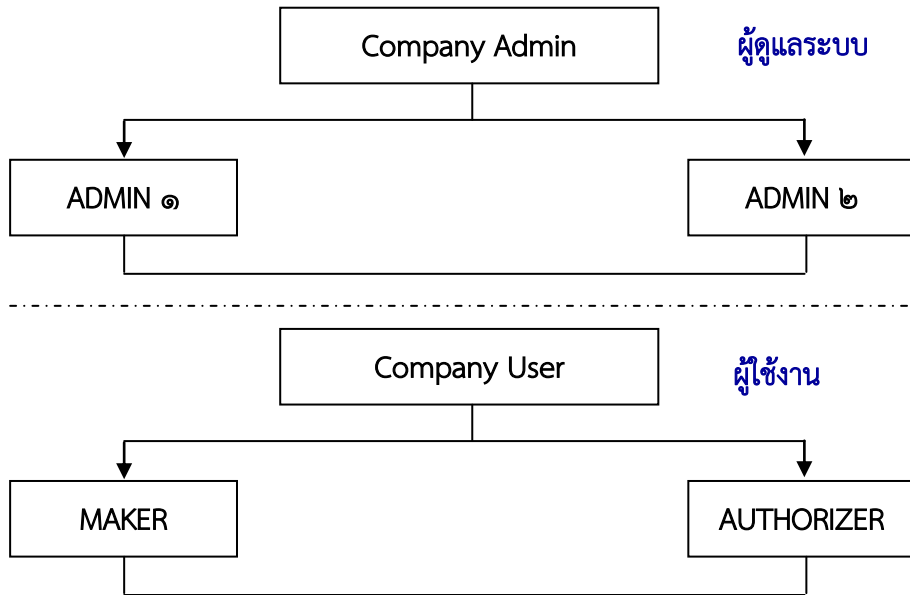 Company Admin
ผู้ดูแลระบบ
ADMIN ๑
ADMIN ๒
Company User
ผู้ใช้งาน
MAKER
AUTHORIZER